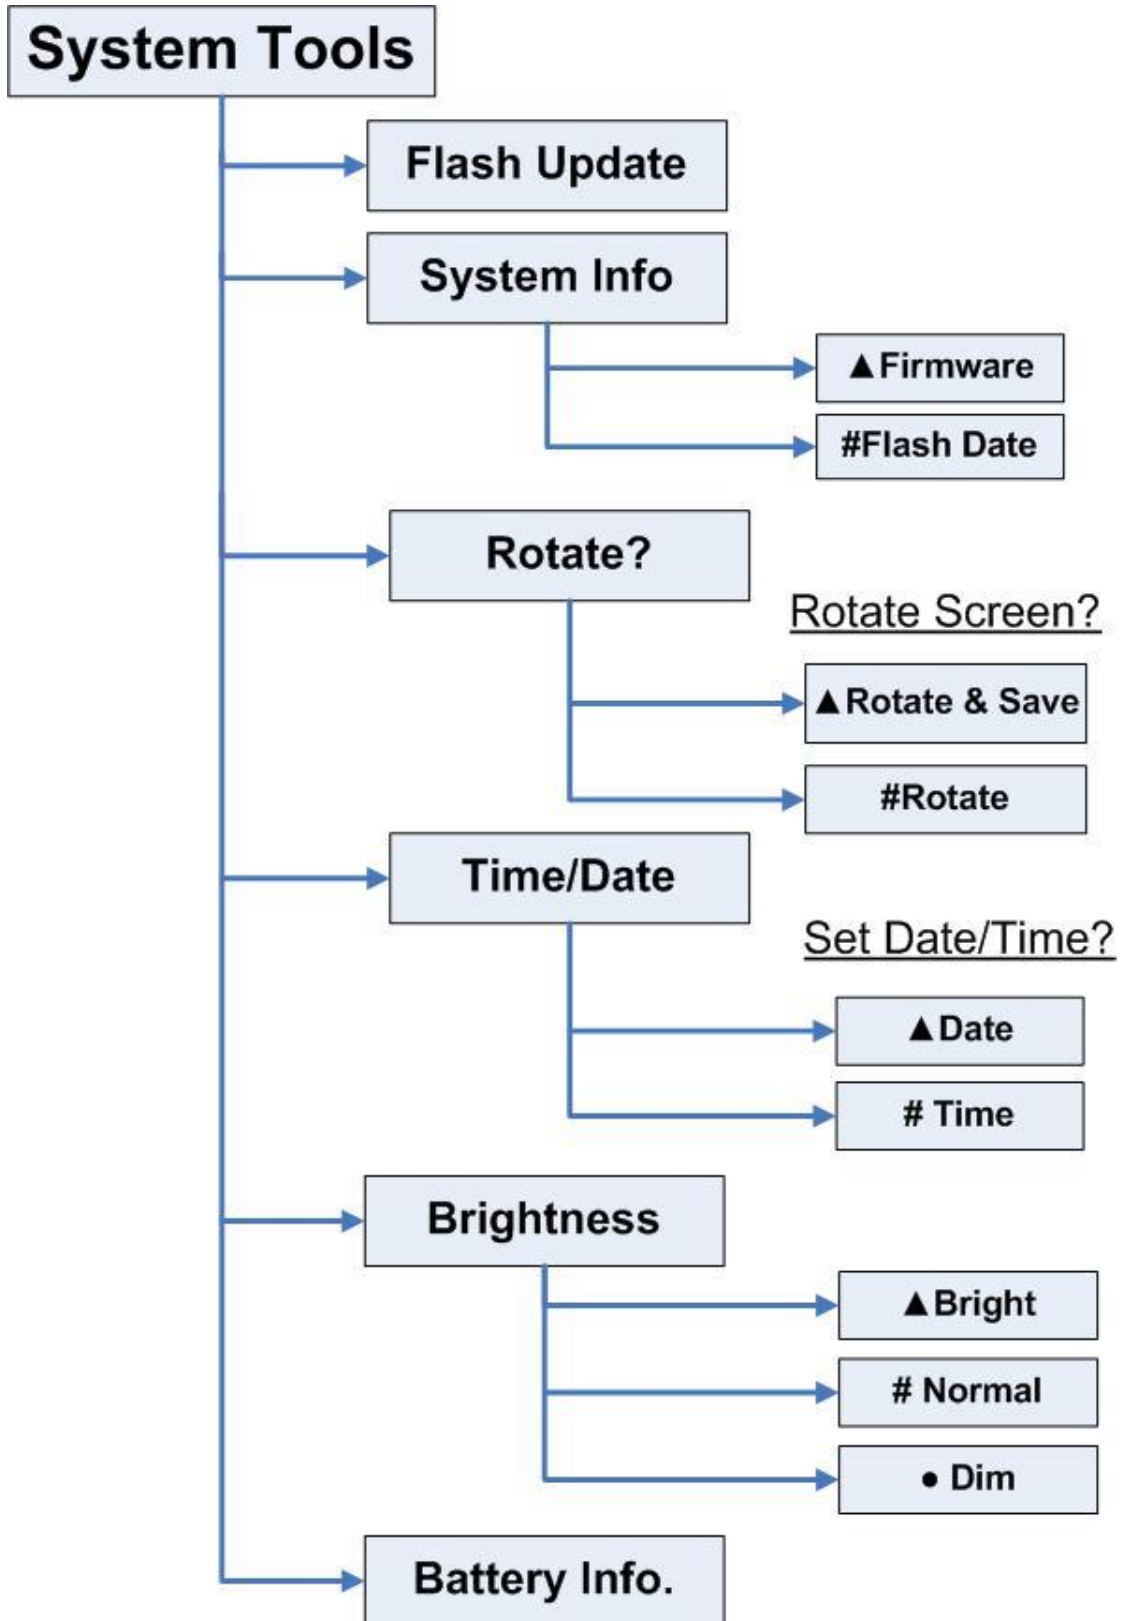 System Tools
Flash Update
System Info
▲Firmware
#Flash Date
Rotate?
Rotate Screen?
▲Rotate & Save
#Rotate
Time/Date
Set Date/Time?
▲Date
# Time
Brightness
▲Bright
# Normal
● Dim
Battery Info.